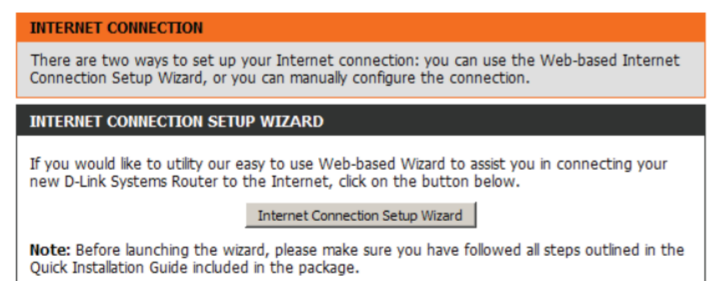 INTERNET CONNECTION
There are two ways to set up your Internet connection: you can use the Web-based Internet
Connection Setup Wizard, or you can manually configure the connection.
INTERNET CONNECTION SETUP WIZARD
If you would like to utility our easy to use Web-based Wizard to assist you in connecting your
new D-Link Systems Router to the Internet, click on the button below.
Internet Connection Setup Wizard
Note: Before launching the wizard, please make sure you have followed all steps outlined in the
Quick Installation Guide included in the package.